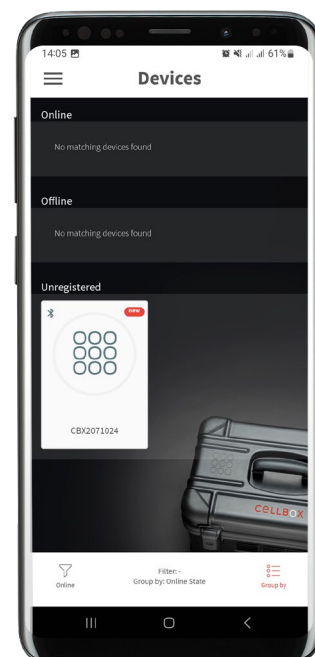 14:05
61%
Devices
Online
No matching devices found
Offline
No matching devices found
Unregistered
new
CBX2071024
CELLBOX
Online
Filter: -
Group by: Online State
Group by